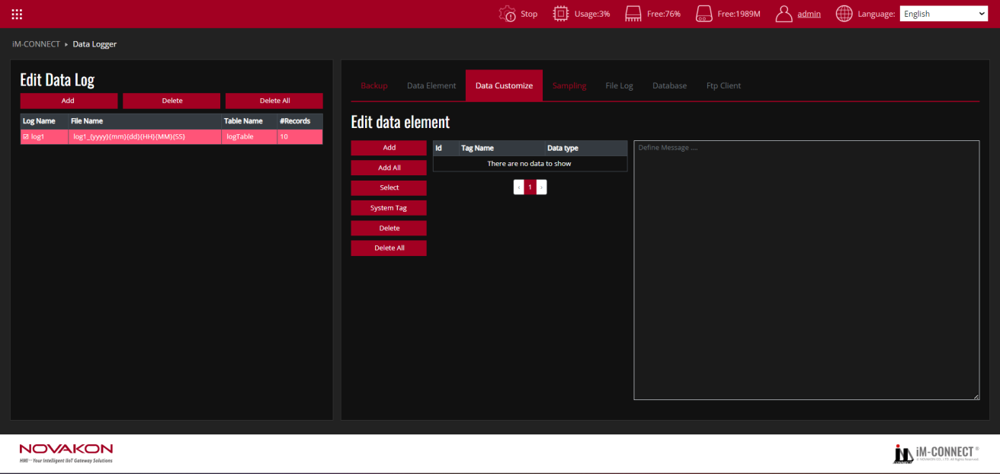 Stop Usage:3% Free:76% Free:1989M admin Language: English
iM-CONNECT ▸ Data Logger
Edit Data Log
Add Delete Delete All
Log Name File Name Table Name #Records
log1 log1_{yyyy}{mm}{dd}{HH}{MM}{SS} logTable 10
Backup Data Element Data Customize Sampling File Log Database Ftp Client
Edit data element
Add
Add All
Select
System Tag
Delete
Delete All
Id Tag Name Data type
There are no data to show
‹ 1 ›
Define Message ....
NOVAKON
HMI — Your Intelligent IIoT Gateway Solutions
iM-CONNECT®